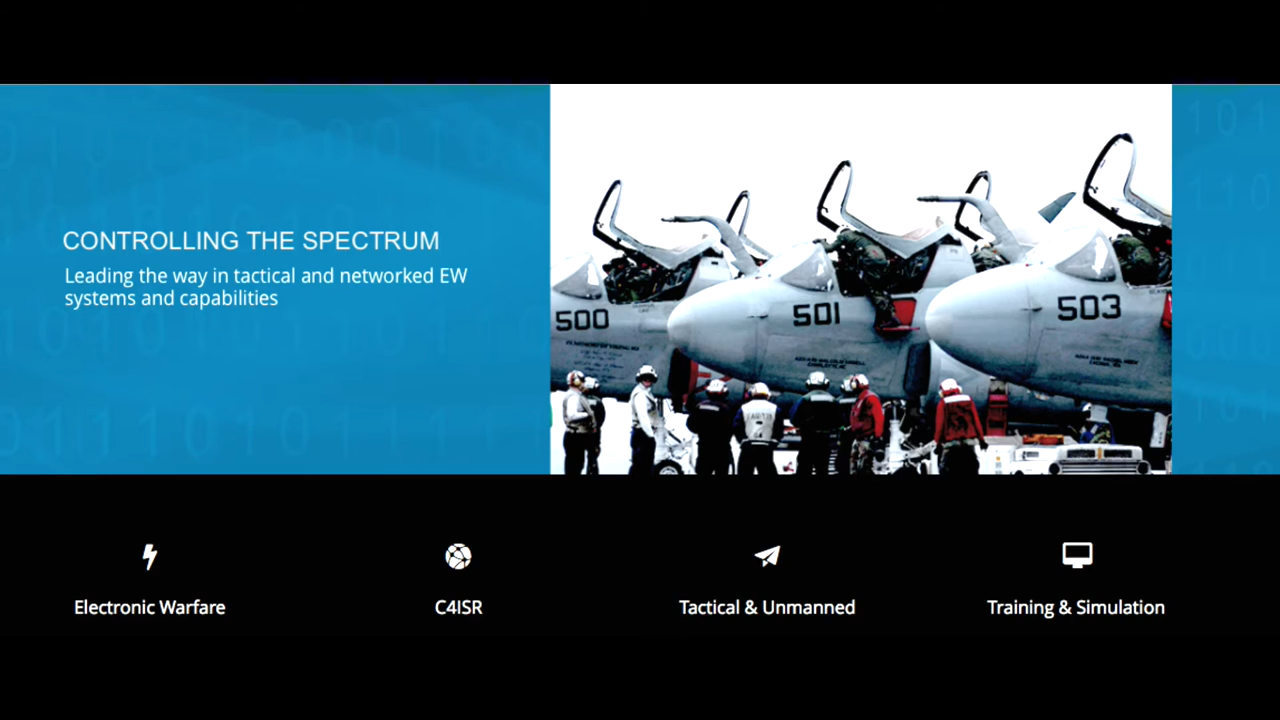 CONTROLLING THE SPECTRUM
Leading the way in tactical and networked EW
systems and capabilities
500
501
503
Electronic Warfare
C4ISR
Tactical & Unmanned
Training & Simulation